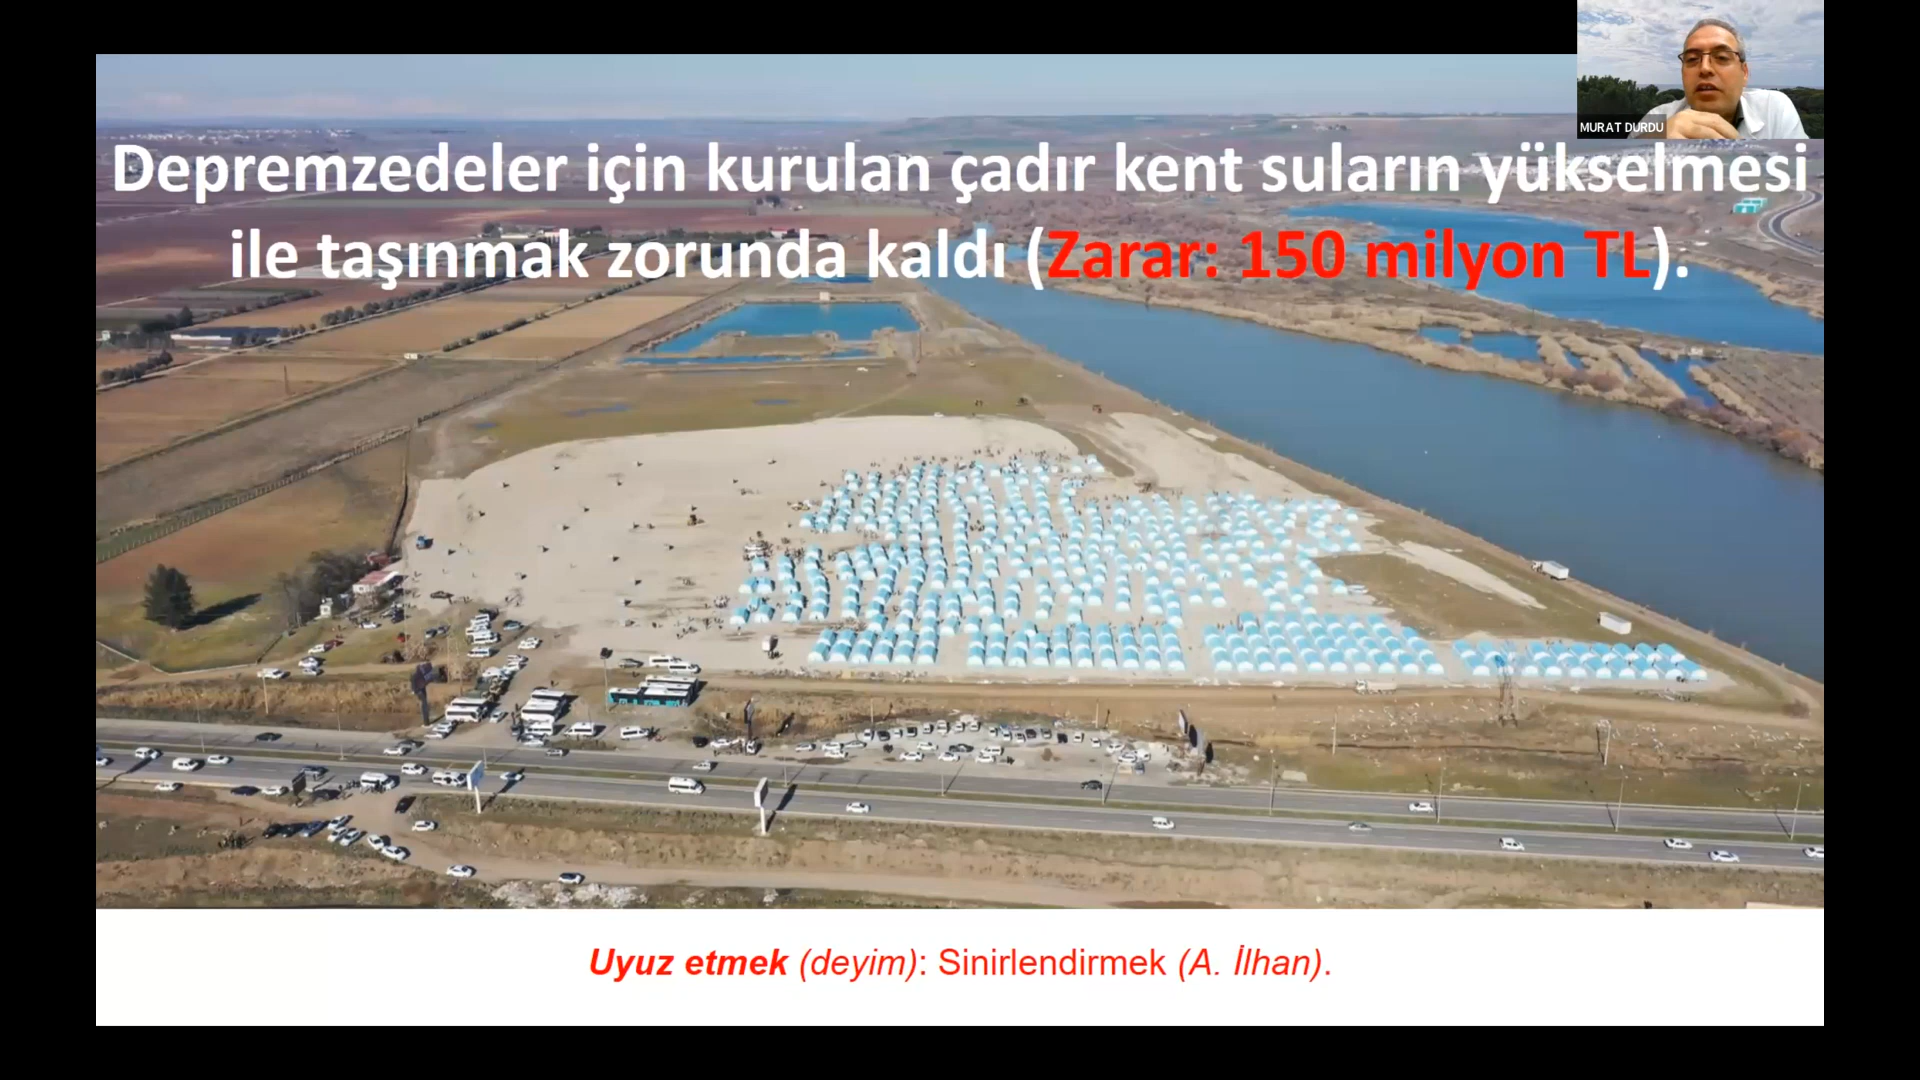 MURAT DURDU
Depremzedeler için kurulan çadır kent suların yükselmesi
ile taşınmak zorunda kaldı (Zarar: 150 milyon TL).
Uyuz etmek (deyim): Sinirlendirmek (A. İlhan).